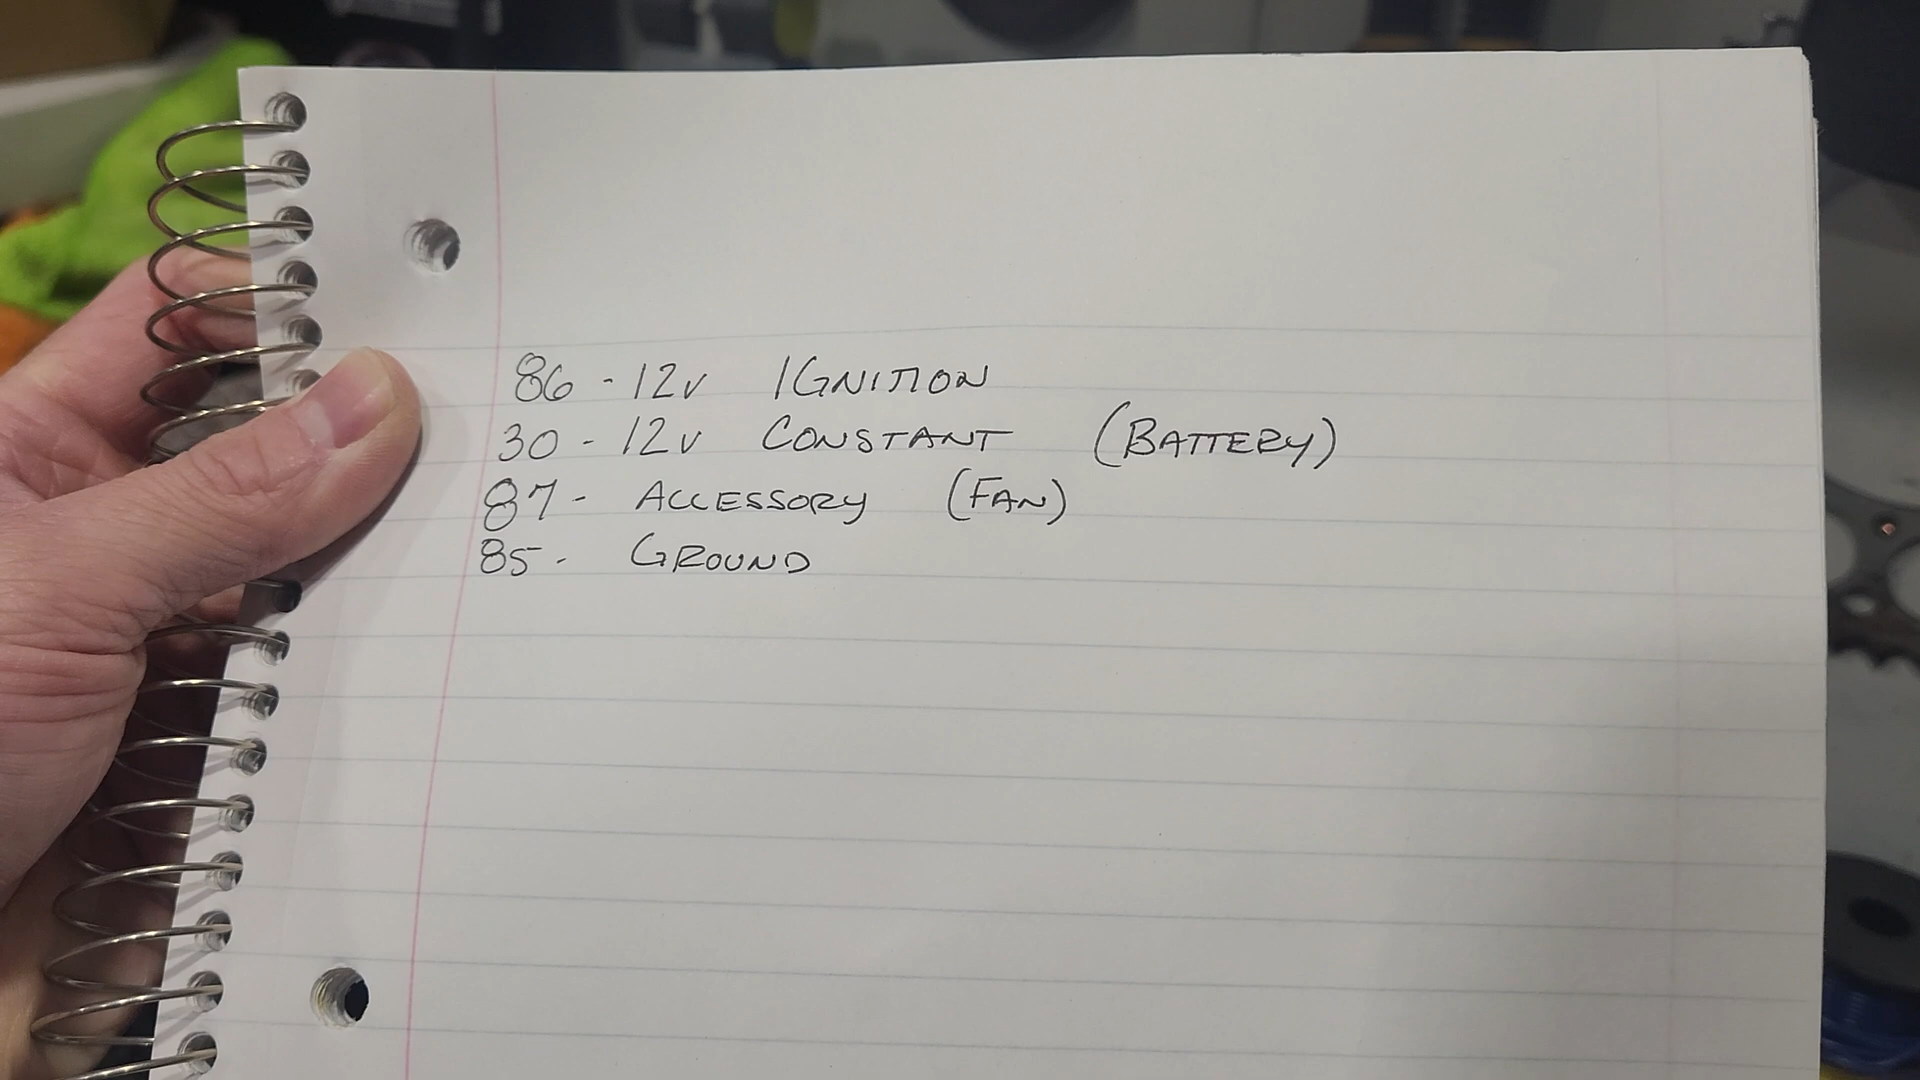 86 - 12v IGNITION
30 - 12v CONSTANT (BATTERY)
87 - ACCESSORY (FAN)
85 - GROUND